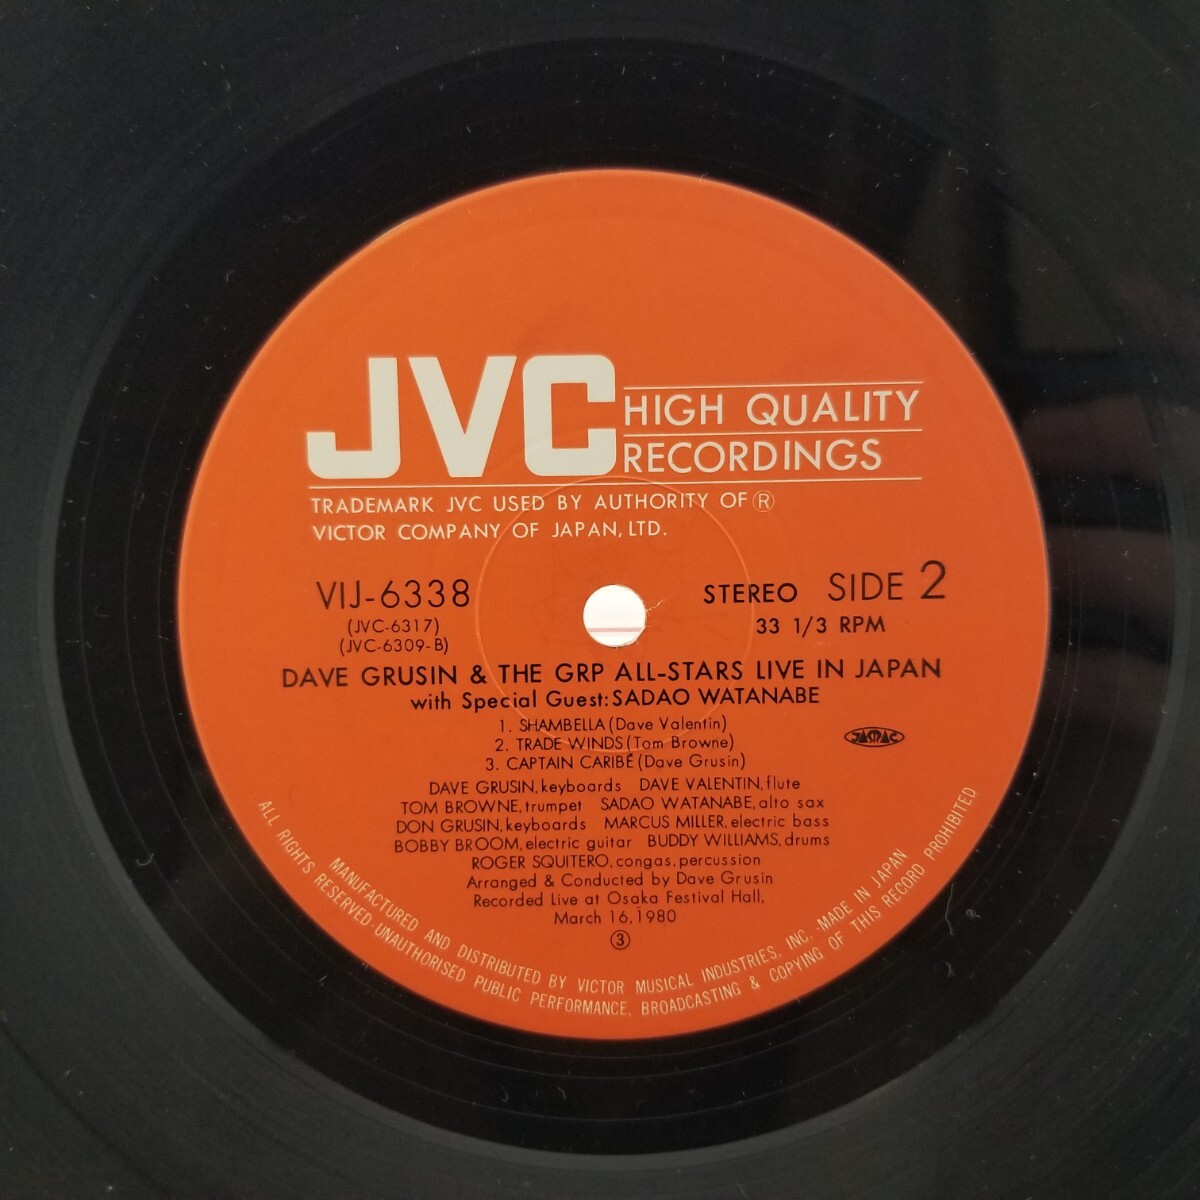 JVC
HIGH QUALITY
RECORDINGS
TRADEMARK JVC USED BY AUTHORITY OF Ⓡ
VICTOR COMPANY OF JAPAN, LTD.
VIJ-6338
(JVC-6317)
(JVC-6309-B)
STEREO SIDE 2
33 1/3 RPM
DAVE GRUSIN & THE GRP ALL-STARS LIVE IN JAPAN
with Special Guest: SADAO WATANABE
1. SHAMBELLA (Dave Valentin)
2. TRADE WINDS (Tom Browne)
3. CAPTAIN CARIBÉ (Dave Grusin)
JASRAC
DAVE GRUSIN, keyboards DAVE VALENTIN, flute
TOM BROWNE, trumpet SADAO WATANABE, alto sax
DON GRUSIN, keyboards MARCUS MILLER, electric bass
BOBBY BROOM, electric guitar BUDDY WILLIAMS, drums
ROGER SQUITERO, congas, percussion
Arranged & Conducted by Dave Grusin
Recorded Live at Osaka Festival Hall,
March 16, 1980
③
MANUFACTURED AND DISTRIBUTED BY VICTOR MUSICAL INDUSTRIES, INC. -MADE IN JAPAN
ALL RIGHTS RESERVED-UNAUTHORISED PUBLIC PERFORMANCE, BROADCASTING & COPYING OF THIS RECORD PROHIBITED